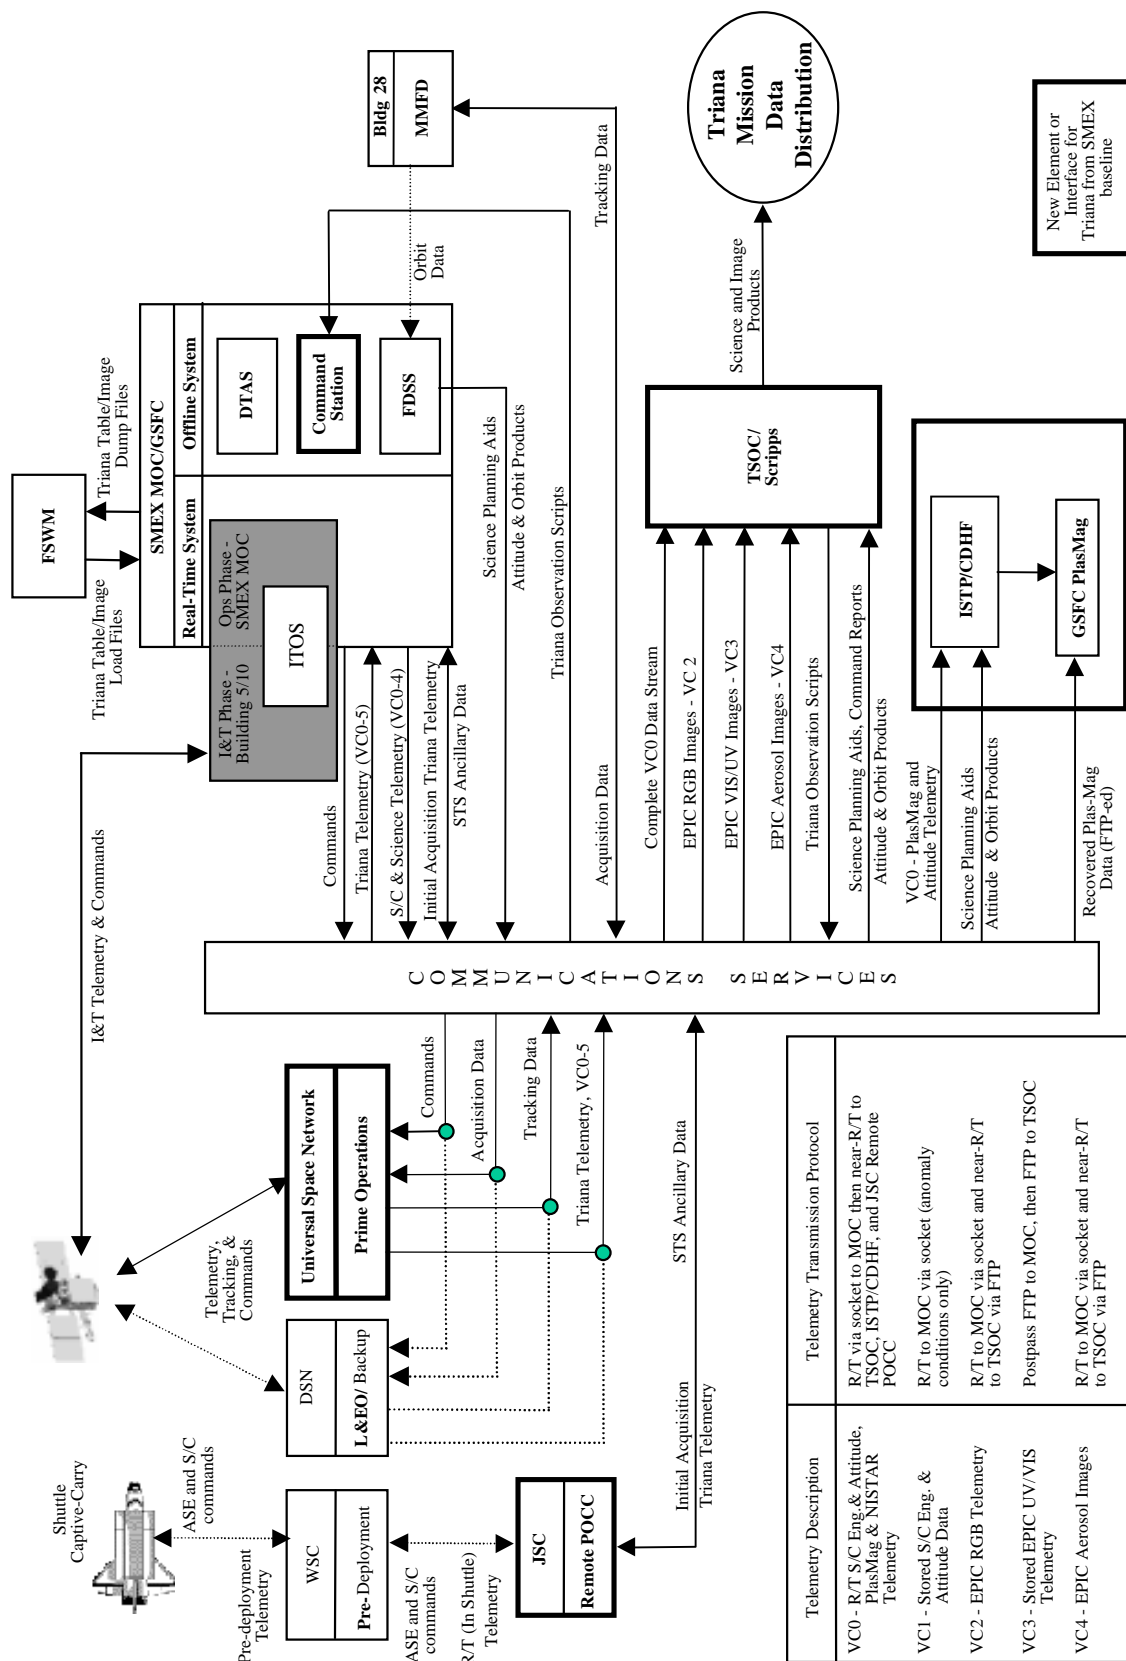 Shuttle
Captive-Carry
ASE and S/C
commands
Pre-deployment
Telemetry
WSC
Pre-Deployment
ASE and S/C
commands
R/T (In Shuttle)
Telemetry
JSC
Remote POCC
DSN
L&EO/ Backup
Telemetry,
Tracking, &
Commands
Universal Space Network
Prime Operations
I&T Telemetry & Commands
Commands
Acquisition Data
Tracking Data
Triana Telemetry, VC0-5
STS Ancillary Data
Initial Acquisition
Triana Telemetry
COMMUNICATIONS SERVICES
FSWM
Triana Table/Image
Load Files
Triana Table/Image
Dump Files
SMEX MOC/GSFC
Real-Time System
Offline System
I&T Phase -
Building 5/10
Ops Phase -
SMEX MOC
ITOS
DTAS
Command
Station
FDSS
Bldg 28
MMFD
Orbit
Data
Commands
Triana Telemetry (VC0-5)
S/C & Science Telemetry (VC0-4)
Initial Acquisition Triana Telemetry
STS Ancillary Data
Science Planning Aids
Attitude & Orbit Products
Triana Observation Scripts
Acquisition Data
Tracking Data
Complete VC0 Data Stream
EPIC RGB Images - VC 2
EPIC VIS/UV Images - VC3
EPIC Aerosol Images - VC4
Triana Observation Scripts
Science Planning Aids, Command Reports
Attitude & Orbit Products
TSOC/
Scripps
Science and Image
Products
Triana
Mission
Data
Distribution
VC0 - PlasMag and
Attitude Telemetry
Science Planning Aids
Attitude & Orbit Products
Recovered Plas-Mag
Data (FTP-ed)
ISTP/CDHF
GSFC PlasMag
New Element or
Interface for
Triana from SMEX
baseline
Telemetry Description
Telemetry Transmission Protocol
VC0 - R/T S/C Eng.& Attitude,
PlasMag & NISTAR
Telemetry
R/T via socket to MOC then near-R/T to
TSOC, ISTP/CDHF, and JSC Remote
POCC
VC1 - Stored S/C Eng. &
Attitude Data
R/T to MOC via socket (anomaly
conditions only)
VC2 - EPIC RGB Telemetry
R/T to MOC via socket and near-R/T
to TSOC via FTP
VC3 - Stored EPIC UV/VIS
Telemetry
Postpass FTP to MOC, then FTP to TSOC
VC4 - EPIC Aerosol Images
R/T to MOC via socket and near-R/T
to TSOC via FTP